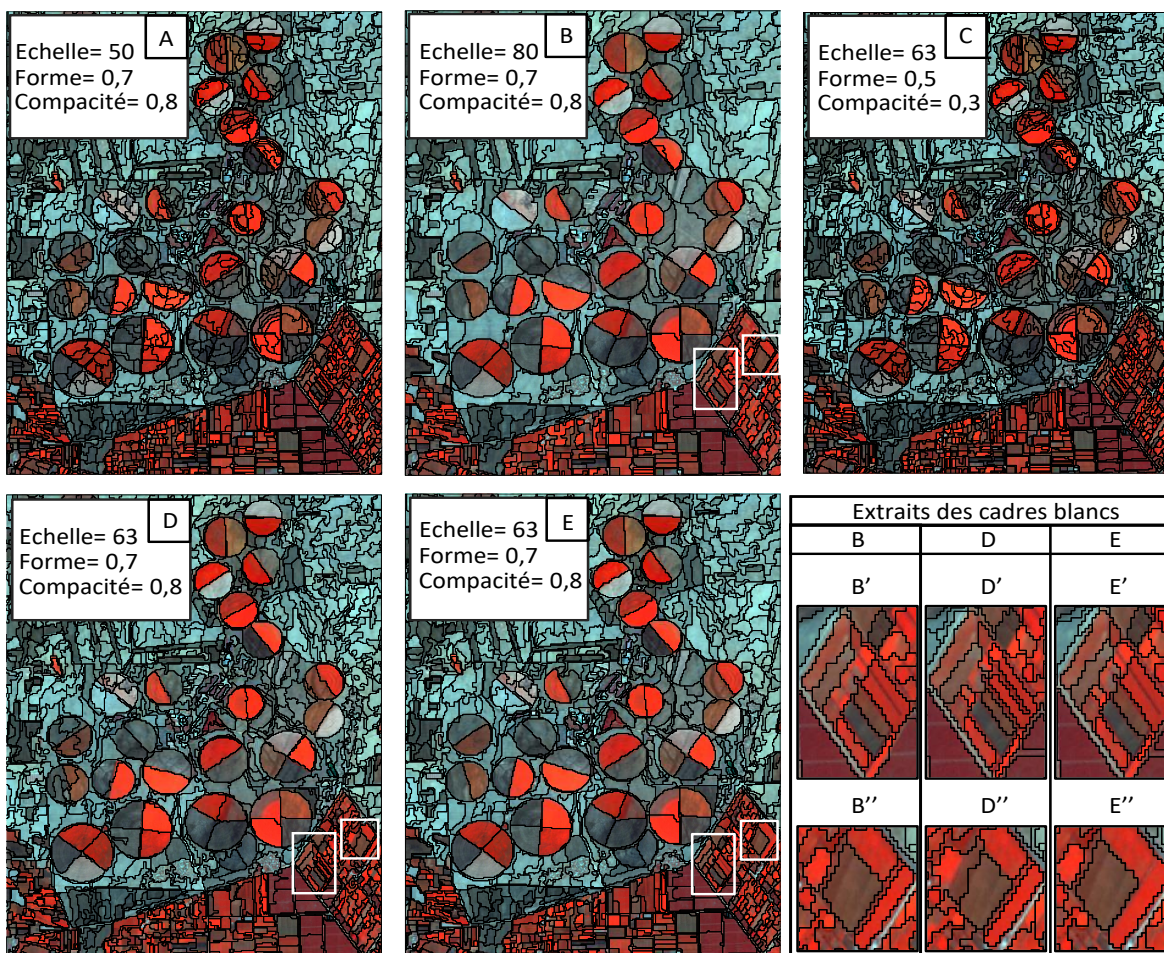 A
Echelle= 50
Forme= 0,7
Compacité= 0,8
B
Echelle= 80
Forme= 0,7
Compacité= 0,8
C
Echelle= 63
Forme= 0,5
Compacité= 0,3
D
Echelle= 63
Forme= 0,7
Compacité= 0,8
E
Echelle= 63
Forme= 0,7
Compacité= 0,8
Extraits des cadres blancs
B D E
B’ D’ E’
B’’ D’’ E’’